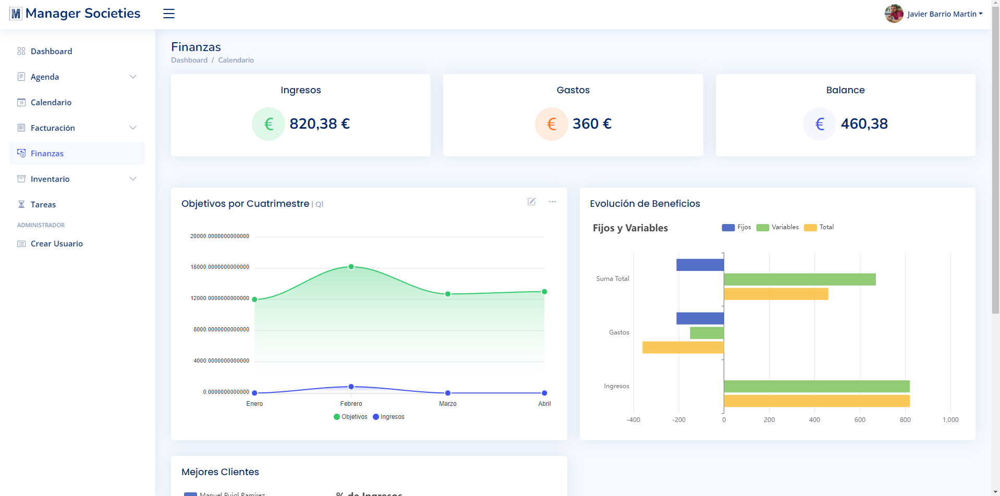 M Manager Societies
Javier Barrio Martín
Dashboard
Agenda
Calendario
19
Facturación
Finanzas
Inventario
Tareas
ADMINISTRADOR
Crear Usuario
Finanzas
Dashboard / Calendario
Ingresos
€ 820,38 €
Gastos
€ 360 €
Balance
€ 460,38
Objetivos por Cuatrimestre | Q1
20000.0000000000000
16000.0000000000000
12000.0000000000000
8000.0000000000000
4000.0000000000000
0.0000000000000
Enero Febrero Marzo Abril
Objetivos Ingresos
Evolución de Beneficios
Fijos y Variables
Fijos Variables Total
Suma Total
Gastos
Ingresos
-400 -200 0 200 400 600 800 1,000
Mejores Clientes
Manuel Pujol Ramírez
% de Ingresos